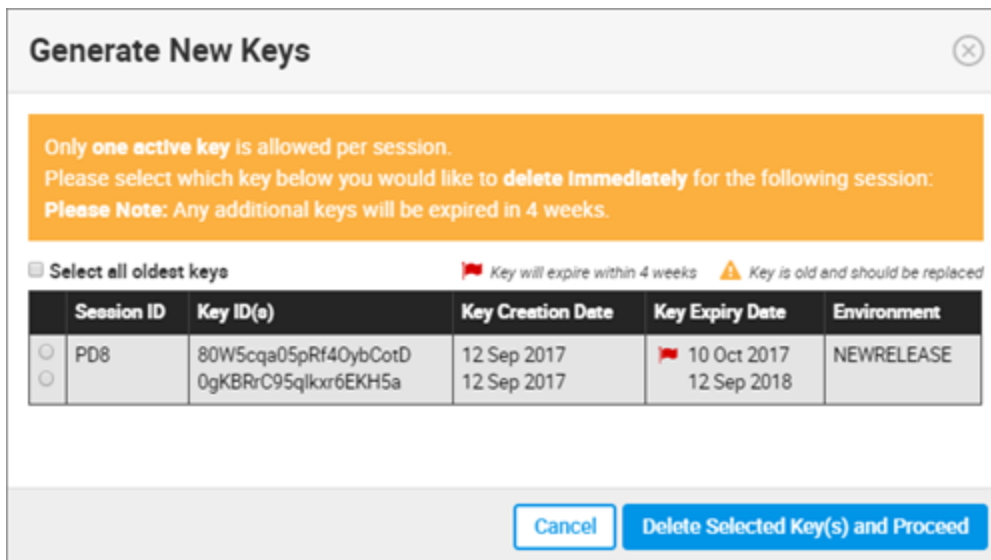 Generate New Keys
Only one active key is allowed per session.
Please select which key below you would like to delete immediately for the following session:
Please Note: Any additional keys will be expired in 4 weeks.
Select all oldest keys Key will expire within 4 weeks Key is old and should be replaced
Session ID Key ID(s) Key Creation Date Key Expiry Date Environment
PD8 80W5cqa05pRf4OybCotD 12 Sep 2017 10 Oct 2017 NEWRELEASE
0gKBRrC95qlkxr6EKH5a 12 Sep 2017 12 Sep 2018
Cancel Delete Selected Key(s) and Proceed